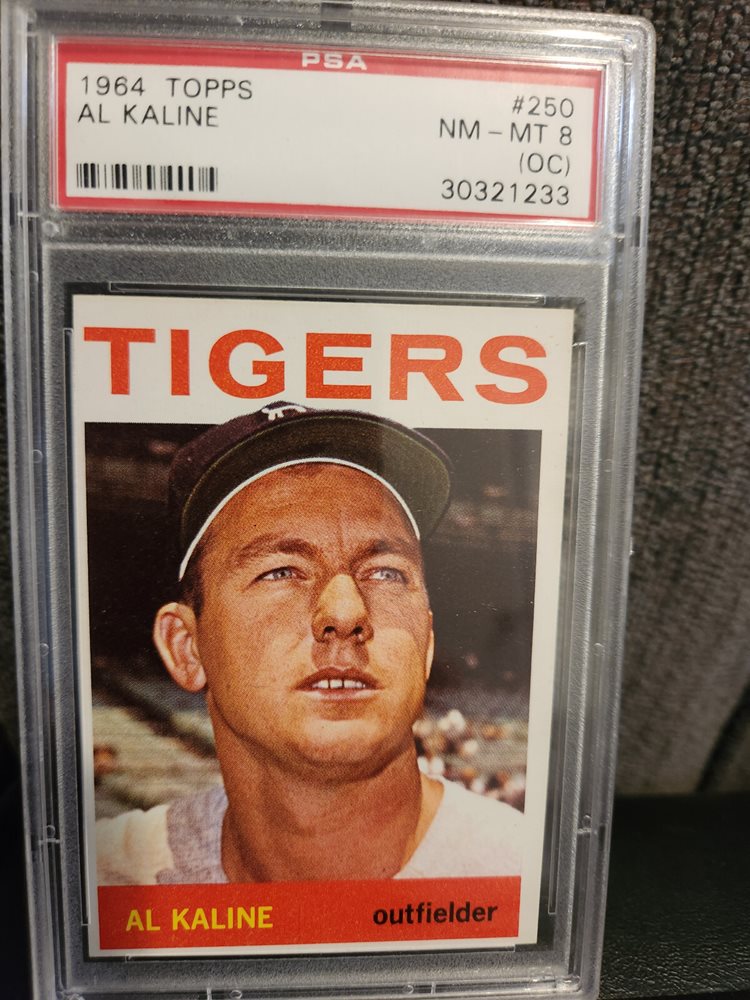 PSA
1964 TOPPS #250
AL KALINE NM - MT 8
(OC)
30321233
TIGERS
AL KALINE outfielder